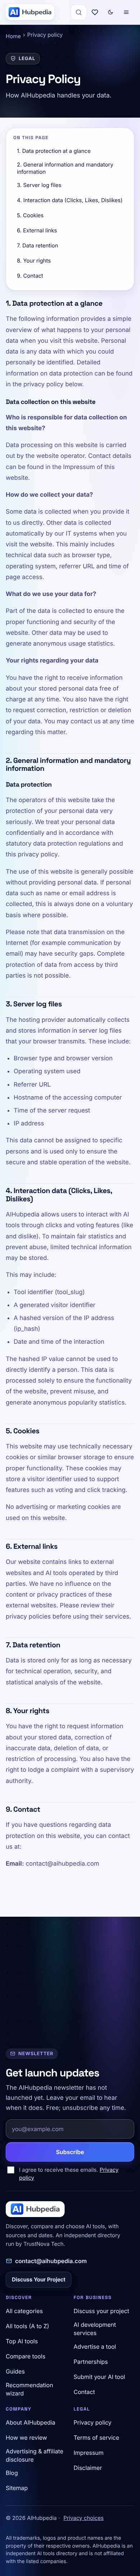 AI Hubpedia
Home › Privacy policy
LEGAL
Privacy Policy
How AIHubpedia handles your data.
ON THIS PAGE
1. Data protection at a glance
2. General information and mandatory
information
3. Server log files
4. Interaction data (Clicks, Likes, Dislikes)
5. Cookies
6. External links
7. Data retention
8. Your rights
9. Contact
1. Data protection at a glance
The following information provides a simple
overview of what happens to your personal
data when you visit this website. Personal
data is any data with which you could
personally be identified. Detailed
information on data protection can be found
in the privacy policy below.
Data collection on this website
Who is responsible for data collection on
this website?
Data processing on this website is carried
out by the website operator. Contact details
can be found in the Impressum of this
website.
How do we collect your data?
Some data is collected when you provide it
to us. Other data is collected
automatically by our IT systems when you
visit the website. This mainly includes
technical data such as browser type,
operating system, referrer URL and time of
page access.
What do we use your data for?
Part of the data is collected to ensure the
proper functioning and security of the
website. Other data may be used to
generate anonymous usage statistics.
Your rights regarding your data
You have the right to receive information
about your stored personal data free of
charge at any time. You also have the right
to request correction, restriction or deletion
of your data. You may contact us anytime
regarding this matter.
2. General information and mandatory
information
Data protection
The operators of this website take the
protection of your personal data very
seriously. We treat your personal data
confidentially and in accordance with
statutory data protection regulations and
this privacy policy.
The use of this website is generally possible
without providing personal data. If personal
data such as name or email address is
collected, this is always done on a voluntary
basis where possible.
Please note that data transmission on the
internet (for example communication by
email) may have security gaps. Complete
protection of data from access by third
parties is not possible.
3. Server log files
The hosting provider automatically collects
and stores information in server log files
that your browser transmits. These include:
• Browser type and browser version
• Operating system used
• Referrer URL
• Hostname of the accessing computer
• Time of the server request
• IP address
This data cannot be assigned to specific
persons and is used only to ensure the
secure and stable operation of the website.
4. Interaction data (Clicks, Likes,
Dislikes)
AIHubpedia allows users to interact with AI
tools through clicks and rating features (like
and dislike). To maintain fair statistics and
prevent abuse, limited technical information
may be stored.
This may include:
• Tool identifier (tool_slug)
• A generated visitor identifier
• A hashed version of the IP address
(ip_hash)
• Date and time of the interaction
The hashed IP value cannot be used to
directly identify a person. This data is
processed solely to ensure the functionality
of the website, prevent misuse, and
generate anonymous popularity statistics.
5. Cookies
This website may use technically necessary
cookies or similar browser storage to ensure
proper functionality. This may for example
include a visitor identifier used to support
features such as voting and click tracking.
No advertising or marketing cookies are
used on this website.
6. External links
Our website contains links to external
websites and AI tools operated by third
parties. We have no influence on the
content or privacy practices of these
external websites. Please review their
privacy policies before using their services.
7. Data retention
Data is stored only for as long as necessary
for technical operation, security, and
statistical analysis of the website.
8. Your rights
You have the right to request information
about your stored data, correction of
inaccurate data, deletion of data, or
restriction of processing. You also have the
right to lodge a complaint with a supervisory
authority.
9. Contact
If you have questions regarding data
protection on this website, you can contact
us at:
Email: contact@aihubpedia.com
NEWSLETTER
Get launch updates
The AIHubpedia newsletter has not
launched yet. Leave your email to hear
when it does. Free; unsubscribe any time.
you@example.com
Subscribe
I agree to receive these emails. Privacy
policy
AI Hubpedia
Discover, compare and choose AI tools, with
sources and dates. An independent directory
run by TrustNova Tech.
contact@aihubpedia.com
Discuss Your Project
DISCOVER
All categories
All tools (A to Z)
Top AI tools
Compare tools
Guides
Recommendation
wizard
FOR BUSINESS
Discuss your project
AI development
services
Advertise a tool
Partnerships
Submit your AI tool
Contact
COMPANY
About AIHubpedia
How we review
Advertising & affiliate
disclosure
Blog
Sitemap
LEGAL
Privacy policy
Terms of service
Impressum
Disclaimer
© 2026 AIHubpedia · Privacy choices
All trademarks, logos and product names are the
property of their respective owners. AIHubpedia is an
independent AI tools directory and is not affiliated
with the listed companies.